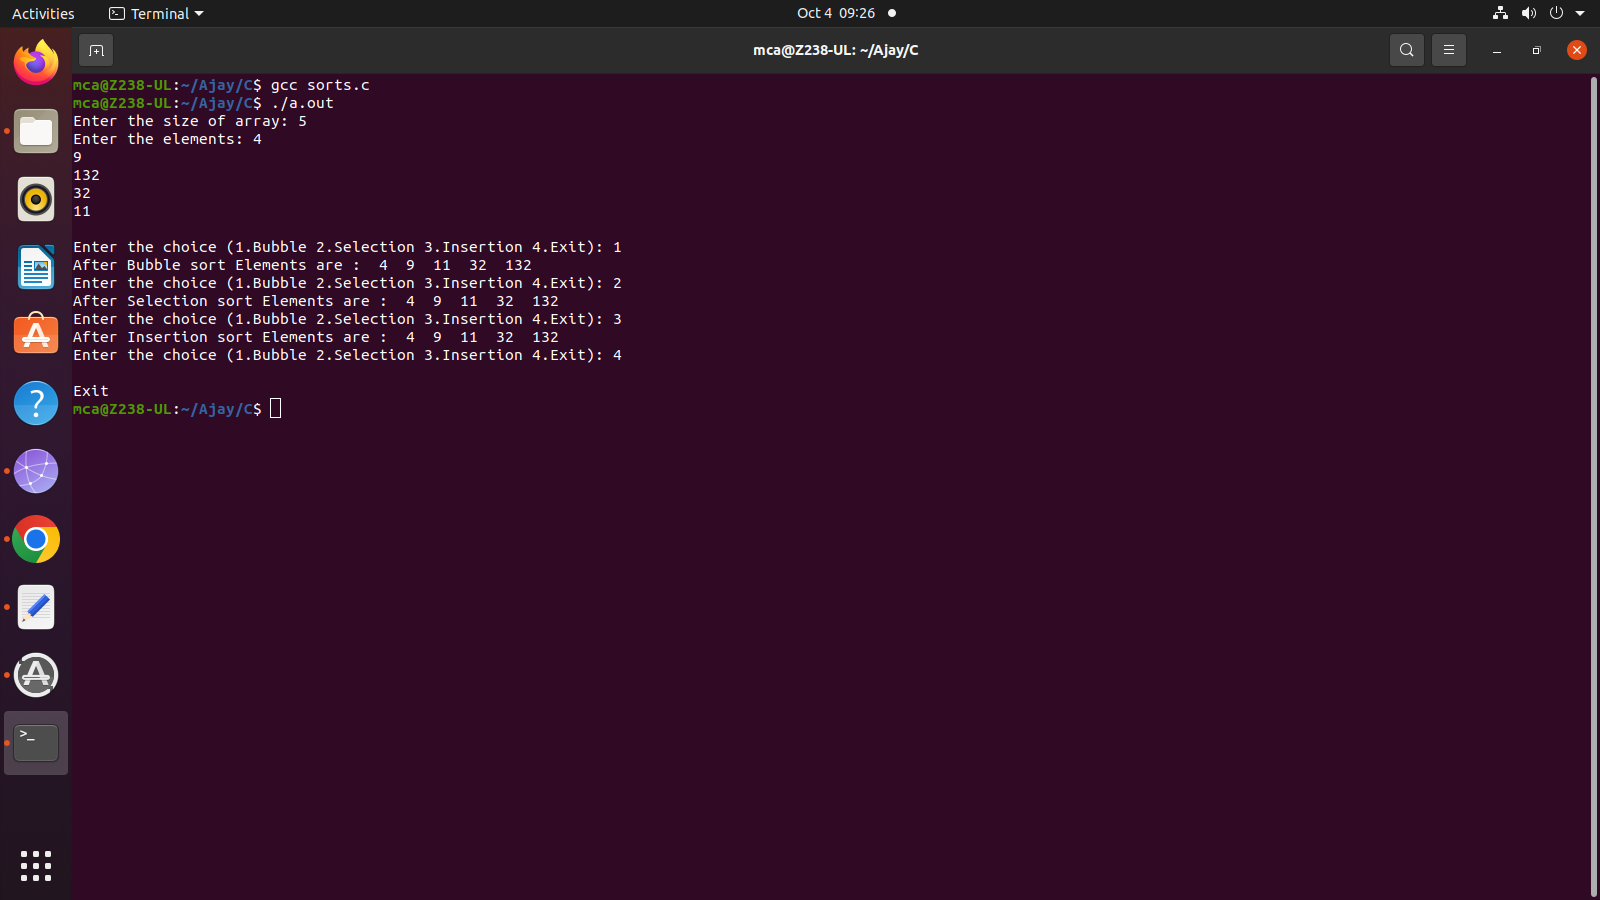 Activities
Terminal
Oct 4 09:26
mca@Z238-UL: ~/Ajay/C
mca@Z238-UL:~/Ajay/C$ gcc sorts.c
mca@Z238-UL:~/Ajay/C$ ./a.out
Enter the size of array: 5
Enter the elements: 4
9
132
32
11
Enter the choice (1.Bubble 2.Selection 3.Insertion 4.Exit): 1
After Bubble sort Elements are :  4  9  11  32  132
Enter the choice (1.Bubble 2.Selection 3.Insertion 4.Exit): 2
After Selection sort Elements are :  4  9  11  32  132
Enter the choice (1.Bubble 2.Selection 3.Insertion 4.Exit): 3
After Insertion sort Elements are :  4  9  11  32  132
Enter the choice (1.Bubble 2.Selection 3.Insertion 4.Exit): 4
Exit
mca@Z238-UL:~/Ajay/C$